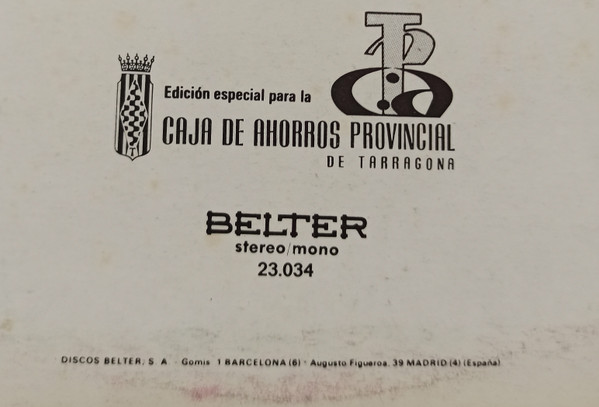 Edición especial para la
CAJA DE AHORROS PROVINCIAL
DE TARRAGONA
BELTER
stereo/mono
23.034
DISCOS BELTER, S. A. - Gomis 1 BARCELONA (6) - Augusto Figueroa, 39 MADRID (4) (España)